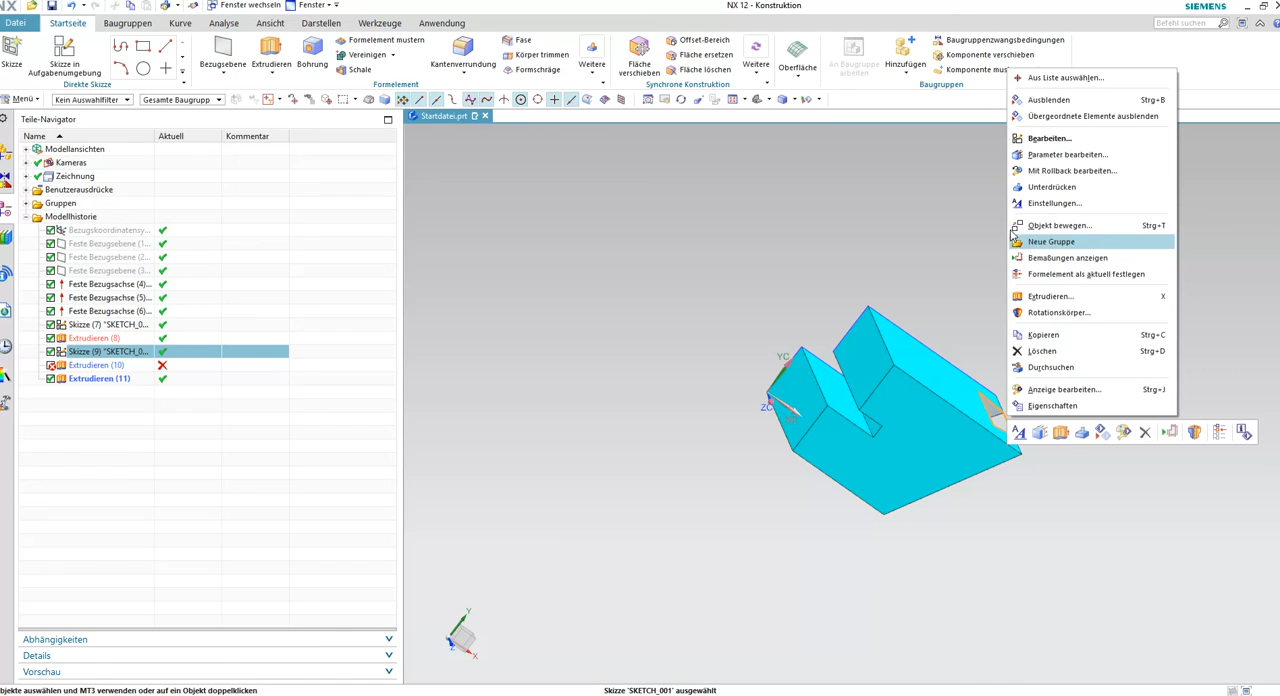 NX
Fenster wechseln
Fenster
NX 12 - Konstruktion
SIEMENS
Datei
Startseite
Baugruppen
Kurve
Analyse
Ansicht
Darstellen
Werkzeuge
Anwendung
Befehl suchen
Skizze
Skizze in
Aufgabenumgebung
Direkte Skizze
Bezugsebene
Extrudieren
Bohrung
Formelement mustern
Vereinigen
Schale
Kantenverrundung
Fase
Körper trimmen
Formschräge
Weitere
Formelement
Fläche
verschieben
Offset-Bereich
Fläche ersetzen
Fläche löschen
Weitere
Synchrone Konstruktion
Oberfläche
An Baugruppe
arbeiten
Hinzufügen
Baugruppenzwangsbedingungen
Komponente verschieben
Komponente mus
Baugruppen
Menü
Kein Auswahlfilter
Gesamte Baugruppe
Teile-Navigator
Startdatei.prt
Name
Aktuell
Kommentar
Modellansichten
Kameras
Zeichnung
Benutzerausdrücke
Gruppen
Modellhistorie
Bezugskoordinatensy...
Feste Bezugsebene (1...
Feste Bezugsebene (2...
Feste Bezugsebene (3...
Feste Bezugsachse (4)...
Feste Bezugsachse (5)...
Feste Bezugsachse (6)...
Skizze (7) "SKETCH_0...
Extrudieren (8)
Skizze (9) "SKETCH_0...
Extrudieren (10)
Extrudieren (11)
Abhängigkeiten
Details
Vorschau
YC
ZC
Y
Z
X
Aus Liste auswählen...
Ausblenden Strg+B
Übergeordnete Elemente ausblenden
Bearbeiten...
Parameter bearbeiten...
Mit Rollback bearbeiten...
Unterdrücken
Einstellungen...
Objekt bewegen... Strg+T
Neue Gruppe
Bemaßungen anzeigen
Formelement als aktuell festlegen
Extrudieren... X
Rotationskörper...
Kopieren Strg+C
Löschen Strg+D
Durchsuchen
Anzeige bearbeiten... Strg+J
Eigenschaften
bjekte auswählen und MT3 verwenden oder auf ein Objekt doppelklicken
Skizze 'SKETCH_001' ausgewählt